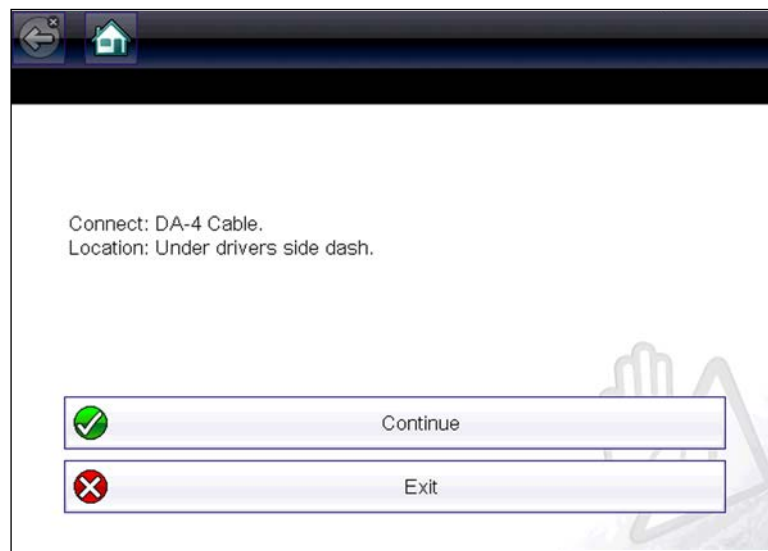 Connect: DA-4 Cable.
Location: Under drivers side dash.
Continue
Exit